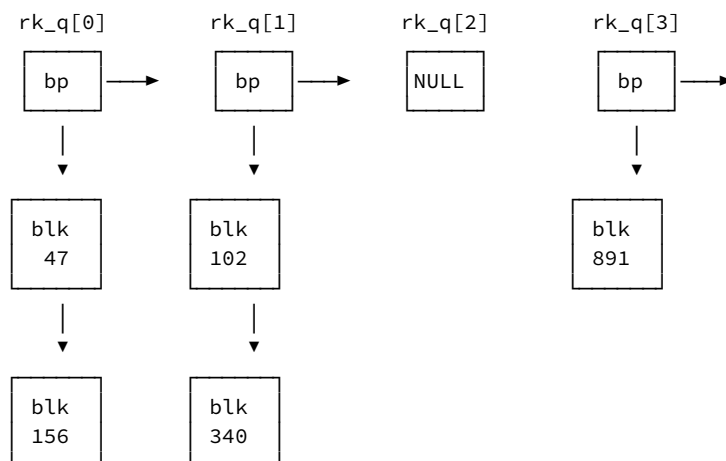 rk_q[0] rk_q[1] rk_q[2] rk_q[3]
bp bp NULL bp
blk blk blk
47 102 891
blk blk
156 340